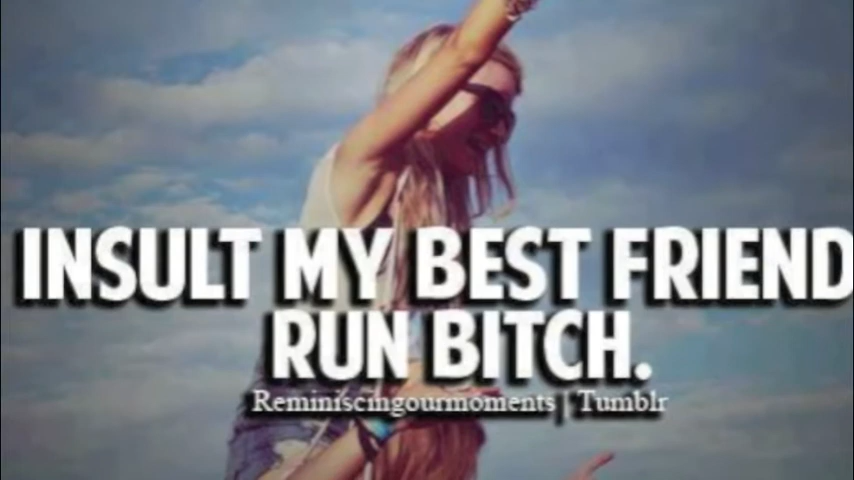 INSULT MY BEST FRIEND
RUN BITCH.
Reminiscingourmoments | Tumblr